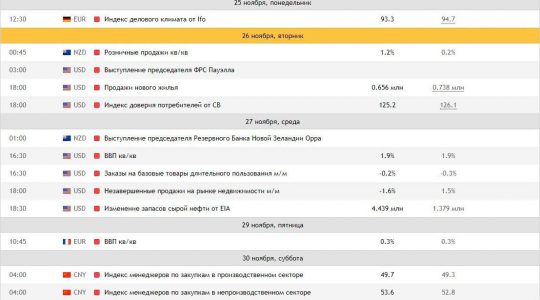 25 ноября, понедельник
12:30 EUR Индекс делового климата от Ifo 93.3 94.7
26 ноября, вторник
00:45 NZD Розничные продажи кв/кв 1.2% 0.2%
03:00 USD Выступление председателя ФРС Пауэлла
18:00 USD Продажи нового жилья 0.656 млн 0.738 млн
18:00 USD Индекс доверия потребителей от CB 125.2 126.1
27 ноября, среда
01:00 NZD Выступление председателя Резервного Банка Новой Зеландии Орра
16:30 USD ВВП кв/кв 1.9% 1.9%
16:30 USD Заказы на базовые товары длительного пользования м/м -0.2% -0.3%
18:00 USD Незавершенные продажи на рынке недвижимости м/м -1.6% 1.5%
18:30 USD Изменение запасов сырой нефти от EIA 4.439 млн 1.379 млн
29 ноября, пятница
10:45 EUR ВВП кв/кв 0.3% 0.3%
30 ноября, суббота
04:00 CNY Индекс менеджеров по закупкам в производственном секторе 49.7 49.3
04:00 CNY Индекс менеджеров по закупкам в непроизводственном секторе 53.6 52.8